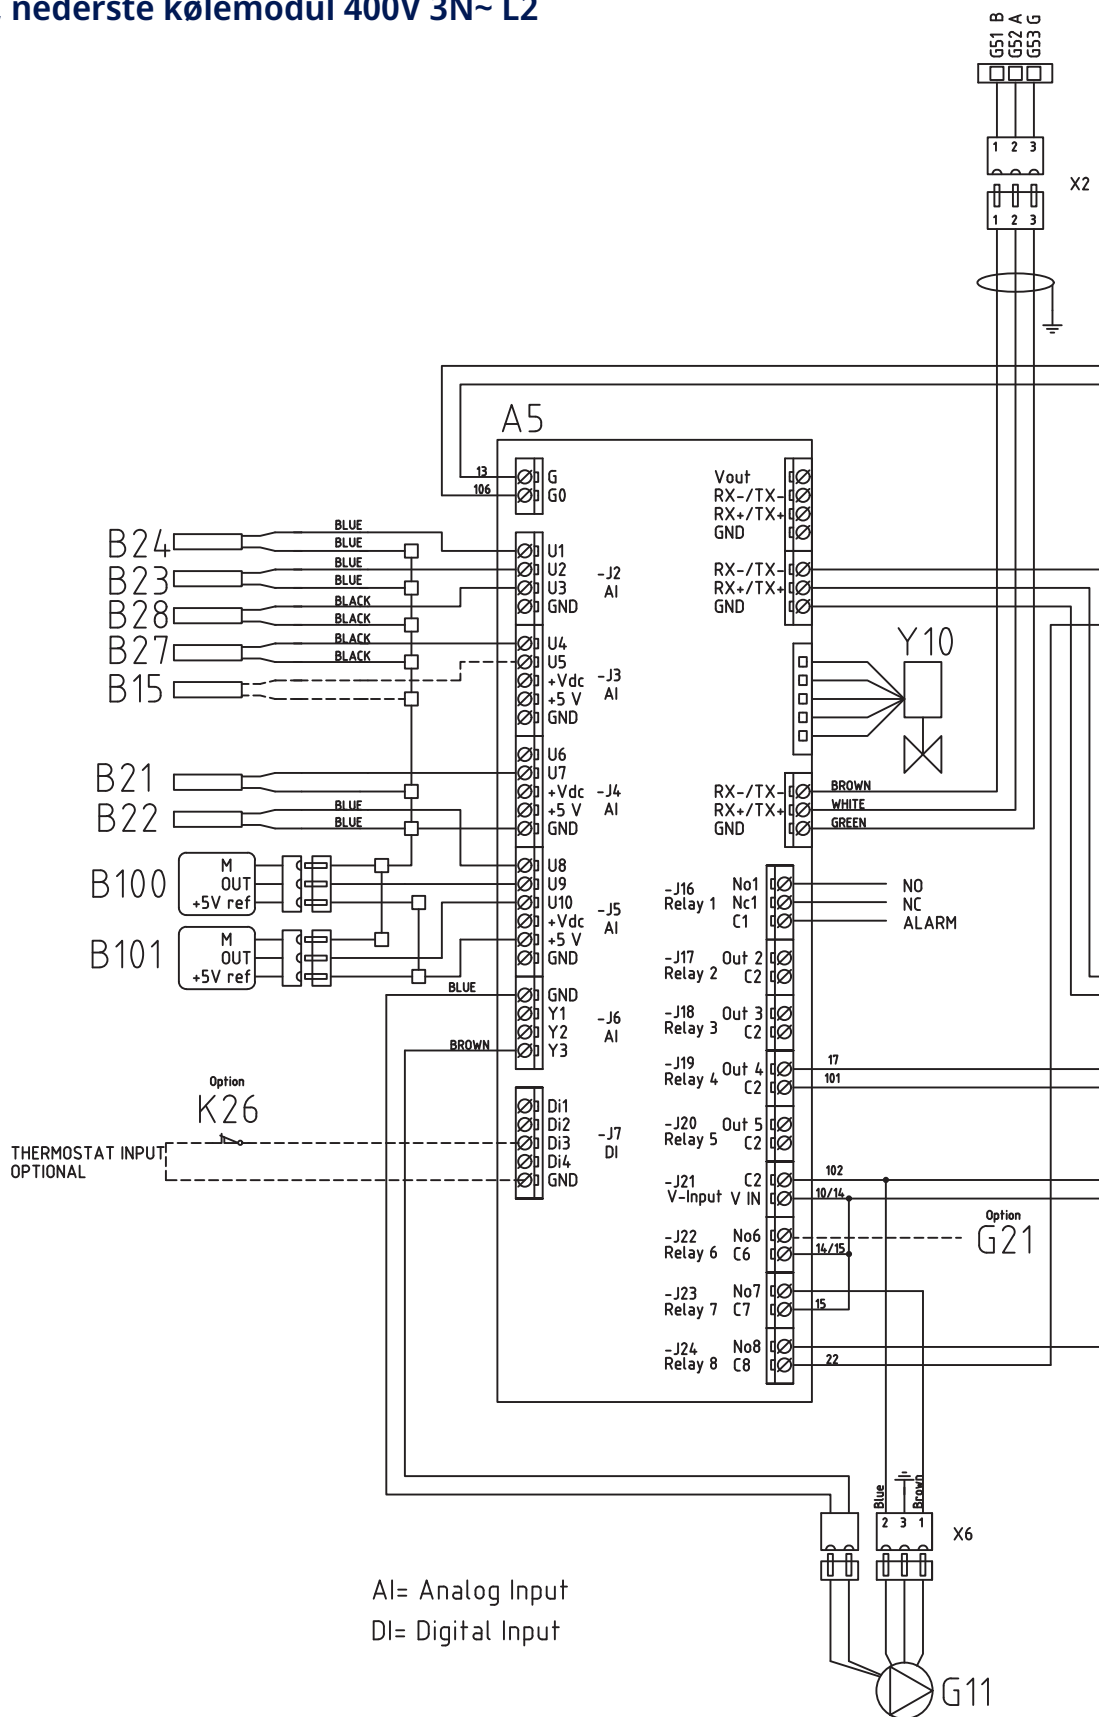 nederste kølemodul 400V 3N~ L2
G51 B
G52 A
G53 G
1 2 3
X2
1 2 3
A5
13
106
G
G0
Vout
RX-/TX-
RX+/TX+
GND
B24
BLUE
BLUE
B23
BLUE
BLUE
B28
BLACK
BLACK
B27
BLACK
BLACK
B15
U1
U2
U3
GND
-J2
AI
RX-/TX-
RX+/TX+
GND
Y10
U4
U5
+Vdc
+5 V
GND
-J3
AI
B21
B22
BLUE
BLUE
U6
U7
+Vdc
+5 V
GND
-J4
AI
RX-/TX-
RX+/TX+
GND
BROWN
WHITE
GREEN
B100
M
OUT
+5V ref
B101
M
OUT
+5V ref
U8
U9
U10
+Vdc
+5 V
GND
-J5
AI
-J16
Relay 1
No1
Nc1
C1
NO
NC
ALARM
-J17
Relay 2
Out 2
C2
BLUE
BROWN
GND
Y1
Y2
Y3
-J6
AI
-J18
Relay 3
Out 3
C2
-J19
Relay 4
Out 4
C2
17
101
Option
K26
THERMOSTAT INPUT
OPTIONAL
Di1
Di2
Di3
Di4
GND
-J7
DI
-J20
Relay 5
Out 5
C2
-J21
V-Input
C2
V IN
102
10/14
-J22
Relay 6
No6
C6
14/15
Option
G21
-J23
Relay 7
No7
C7
15
-J24
Relay 8
No8
C8
22
Blue
Brown
2 3 1
X6
AI= Analog Input
DI= Digital Input
G11